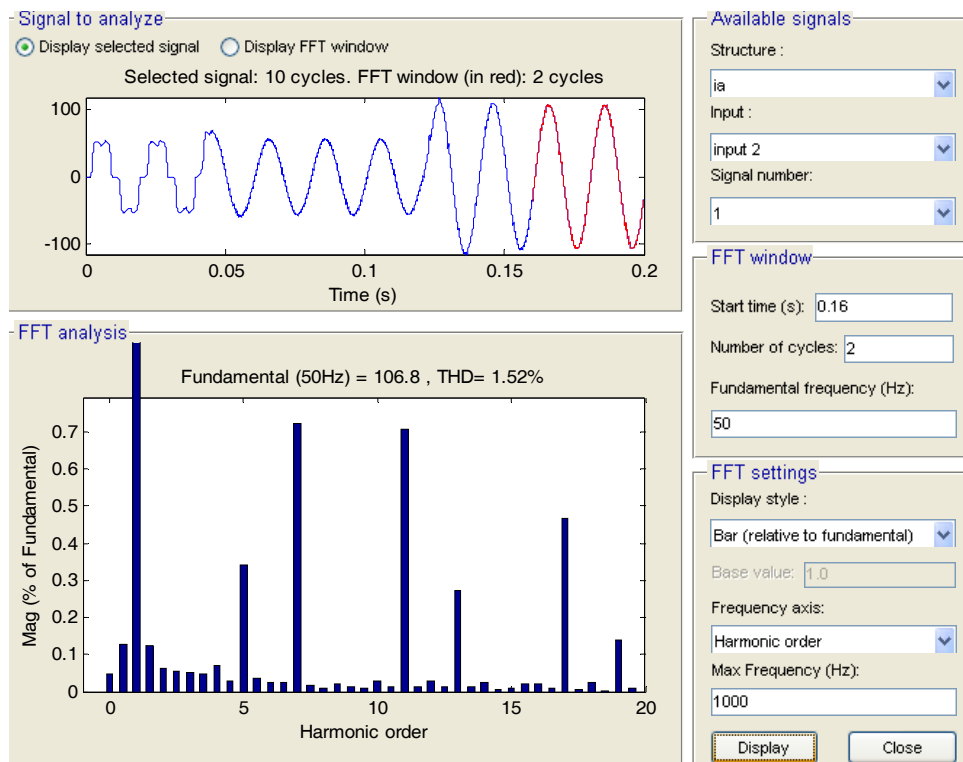 Signal to analyze
Display selected signal
Display FFT window
Selected signal: 10 cycles. FFT window (in red): 2 cycles
100
0
-100
0
0.05
0.1
0.15
0.2
Time (s)
FFT analysis
Fundamental (50Hz) = 106.8 , THD= 1.52%
0.7
0.6
0.5
0.4
0.3
0.2
0.1
0
Mag (% of Fundamental)
0
5
10
15
20
Harmonic order
Available signals
Structure :
ia
Input :
input 2
Signal number:
1
FFT window
Start time (s):
0.16
Number of cycles:
2
Fundamental frequency (Hz):
50
FFT settings
Display style :
Bar (relative to fundamental)
Base value:
1.0
Frequency axis:
Harmonic order
Max Frequency (Hz):
1000
Display
Close